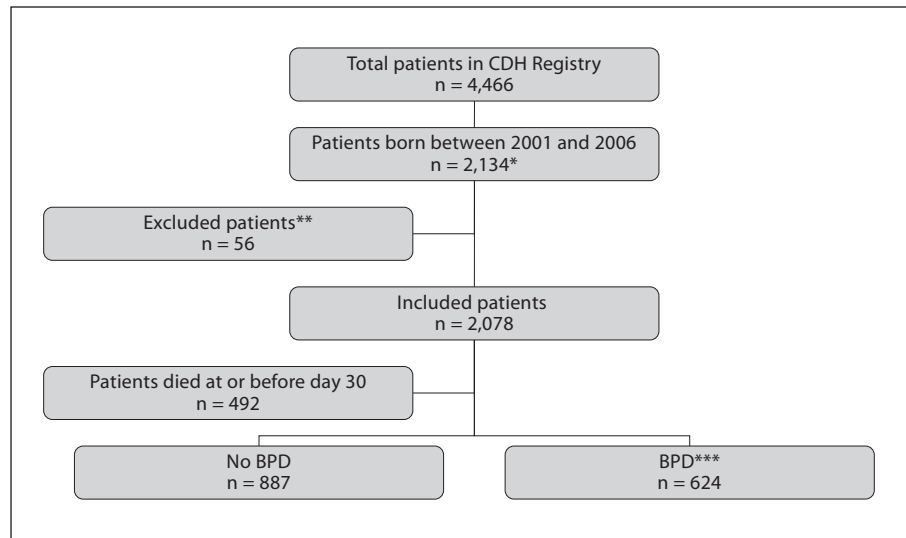 Total patients in CDH Registry
n = 4,466
Patients born between 2001 and 2006
n = 2,134*
Excluded patients**
n = 56
Included patients
n = 2,078
Patients died at or before day 30
n = 492
No BPD
n = 887
BPD***
n = 624